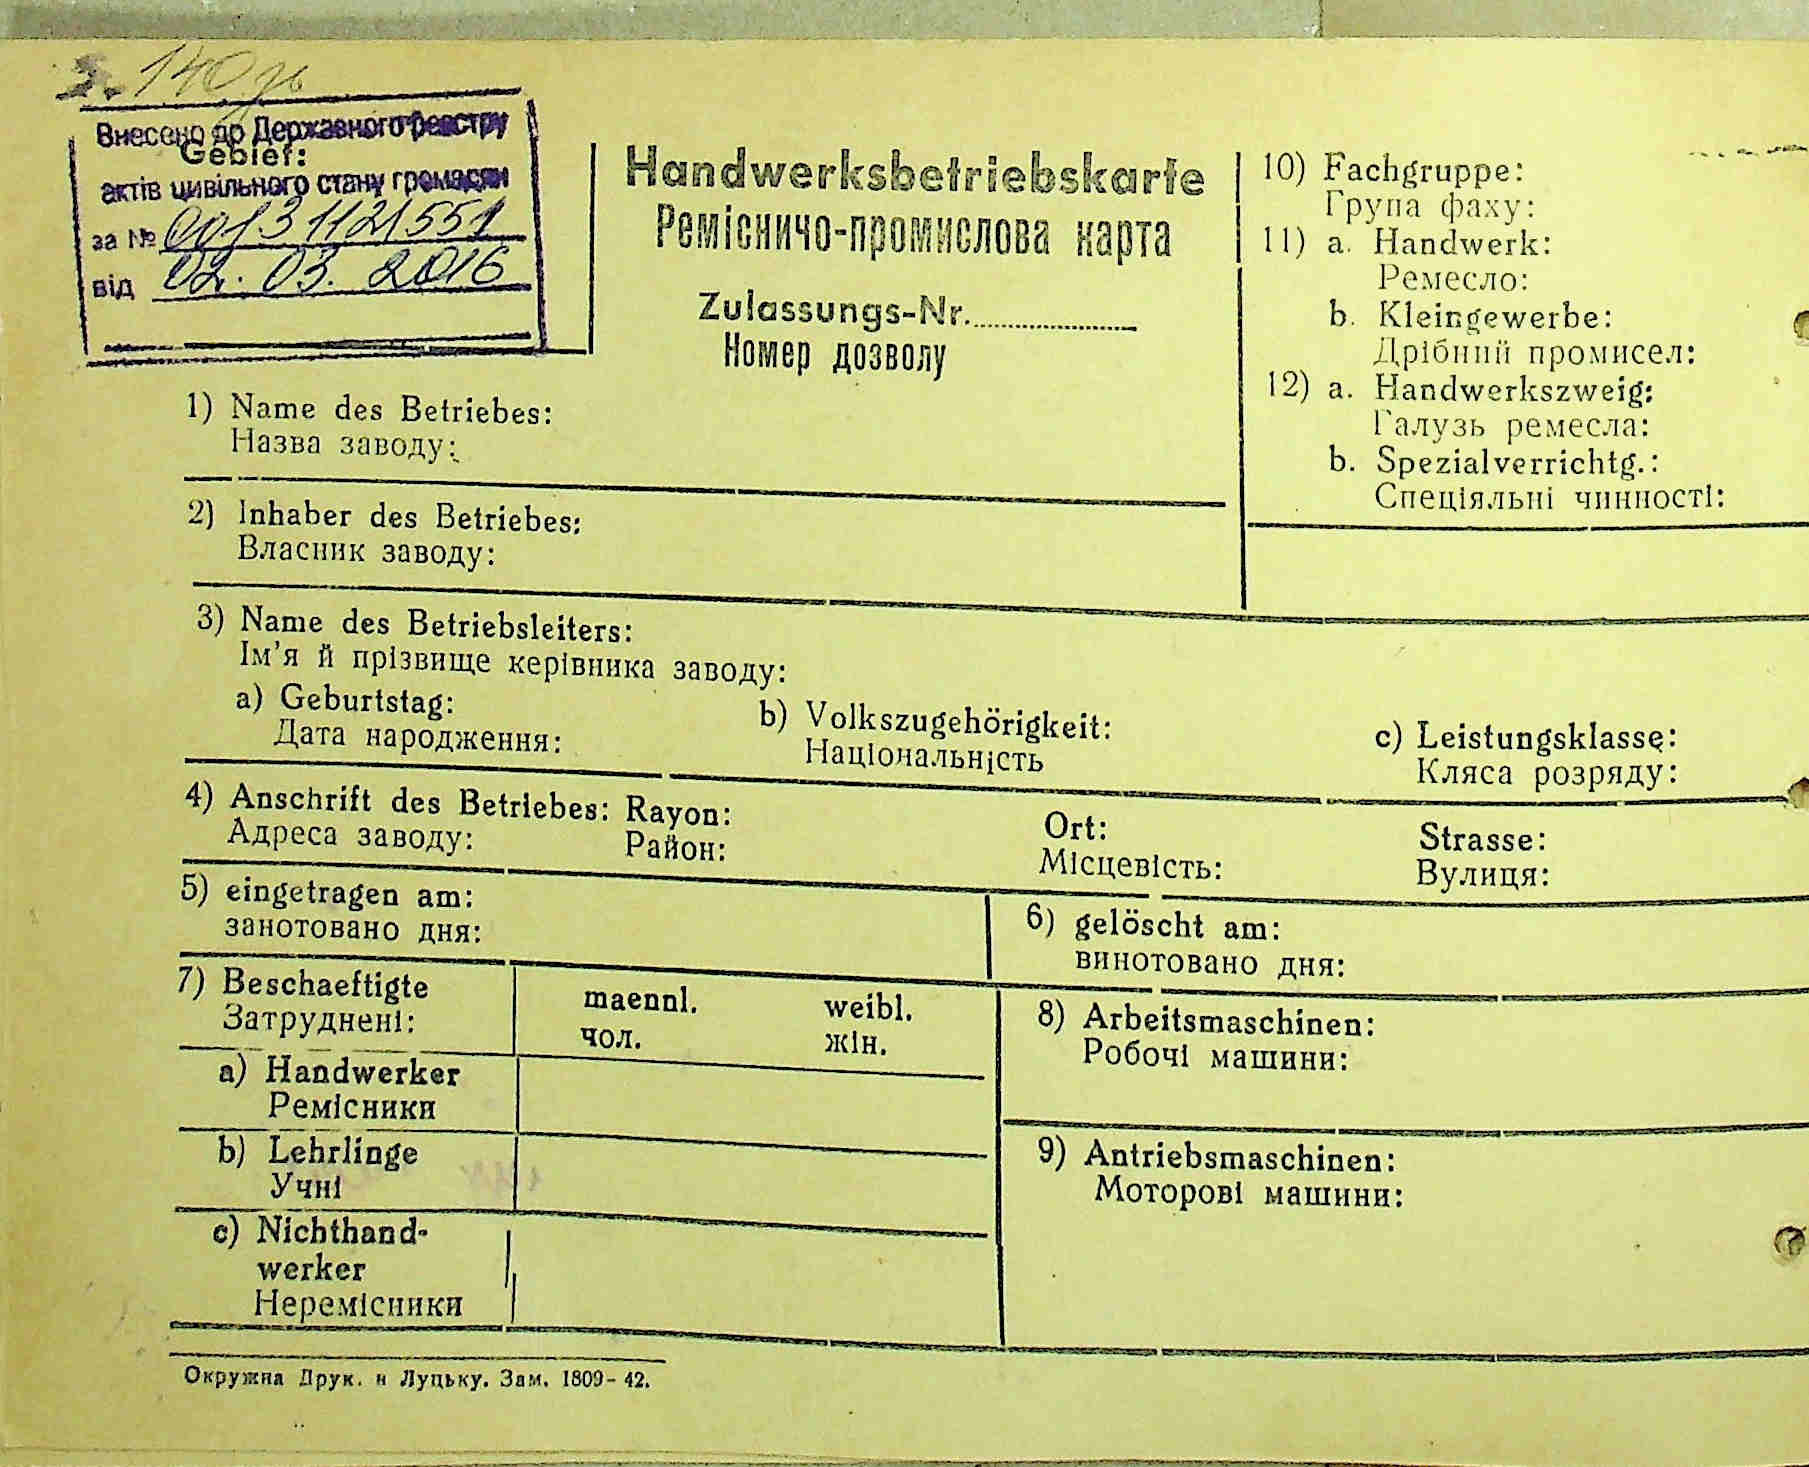 140
Внесено до Державного реєстру
Gebiet:
актів цивільного стану громадян
за № 00131121551
від 02.03.2016
Handwerksbetriebskarte
Ремісничо-промислова карта
Zulassungs-Nr.
Номер дозволу
1) Name des Betriebes:
Назва заводу:
2) Inhaber des Betriebes:
Власник заводу:
3) Name des Betriebsleiters:
Ім'я й прізвище керівника заводу:
a) Geburtstag:
Дата народження:
b) Volkszugehörigkeit:
Національність
c) Leistungsklasse:
Кляса розряду:
4) Anschrift des Betriebes: Rayon:
Адреса заводу: Район:
Ort:
Місцевість:
Strasse:
Вулиця:
5) eingetragen am:
занотовано дня:
6) gelöscht am:
винотовано дня:
7) Beschaeftigte
Затруднені:
maennl. weibl.
чол. жін.
a) Handwerker
Ремісники
b) Lehrlinge
Учні
c) Nichthand-
werker
Неремісники
8) Arbeitsmaschinen:
Робочі машини:
9) Antriebsmaschinen:
Моторові машини:
10) Fachgruppe:
Група фаху:
11) a. Handwerk:
Ремесло:
b. Kleingewerbe:
Дрібний промисел:
12) a. Handwerkszweig:
Галузь ремесла:
b. Spezialverrichtg.:
Спеціяльні чинності:
Окружна Друк. н Луцьку. Зам. 1809-42.